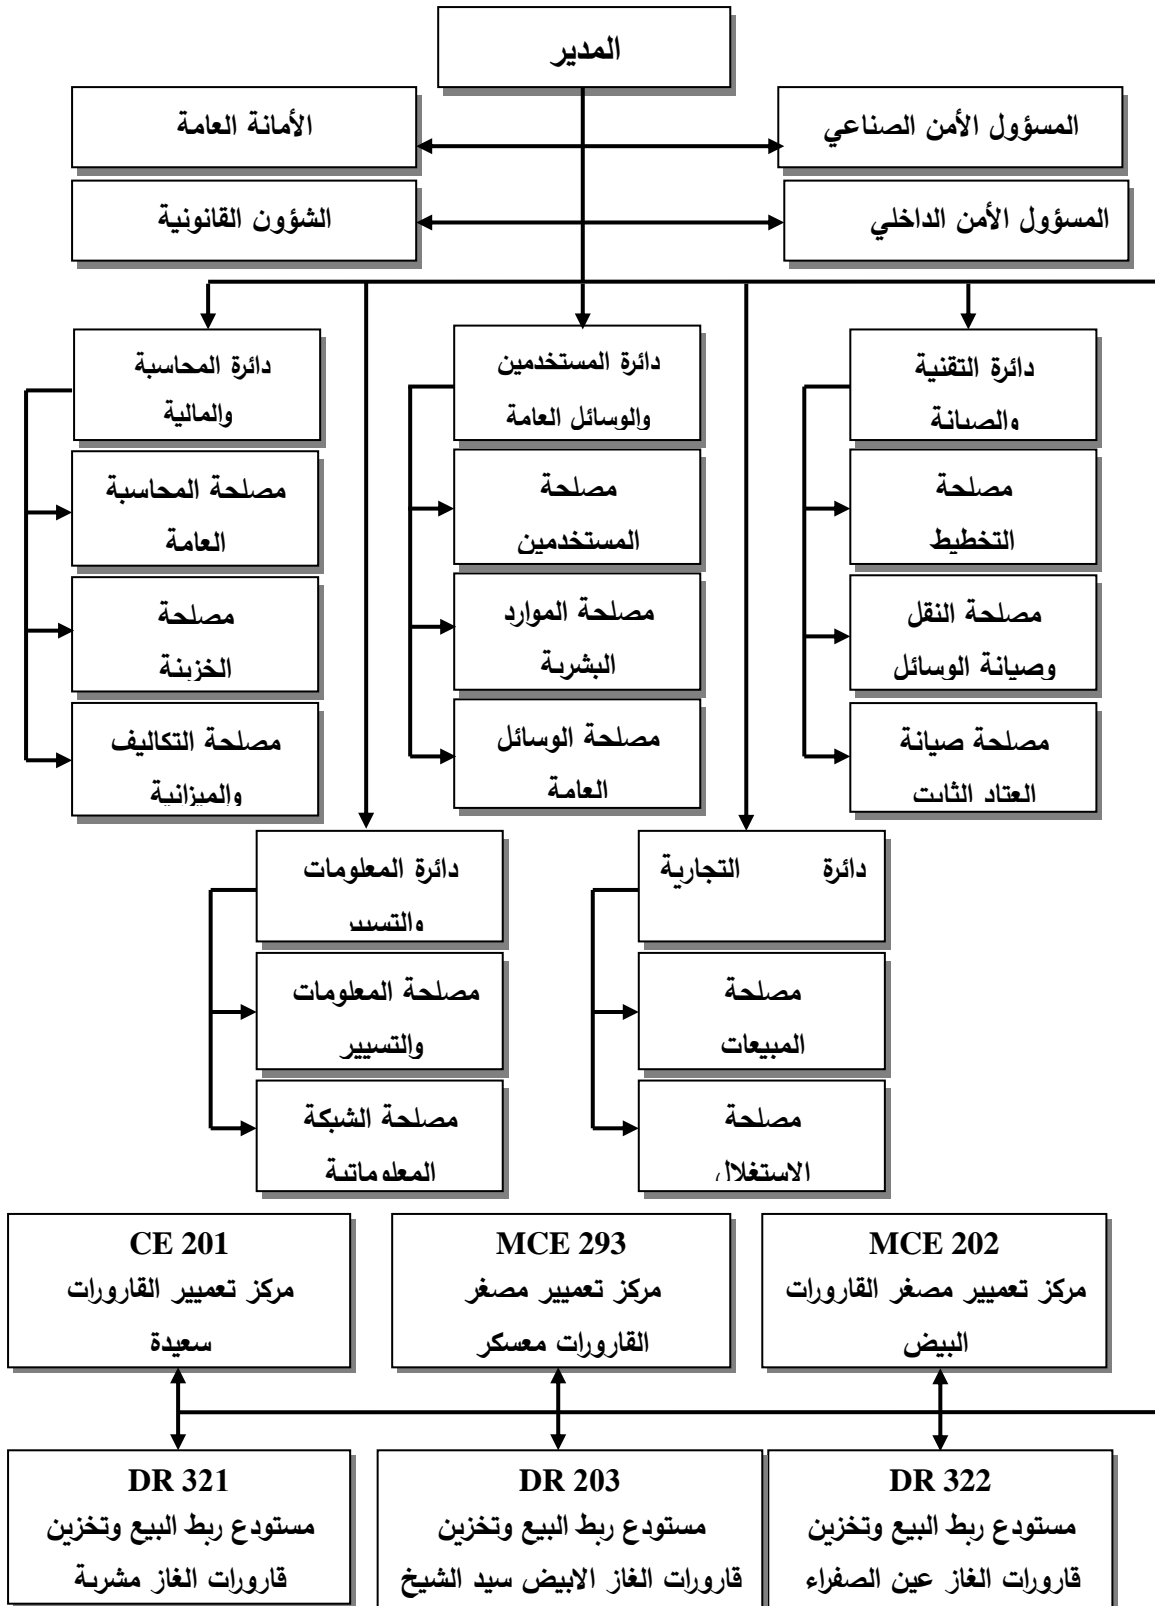 المدير
المسؤول الأمن الصناعي
الأمانة العامة
المسؤول الأمن الداخلي
الشؤون القانونية
دائرة التقنية
والصيانة
مصلحة
التخطيط
مصلحة النقل
وصيانة الوسائل
مصلحة صيانة
العتاد الثابت
دائرة المستخدمين
والوسائل العامة
مصلحة
المستخدمين
مصلحة الموارد
البشرية
مصلحة الوسائل
العامة
دائرة المحاسبة
والمالية
مصلحة المحاسبة
العامة
مصلحة
الخزينة
مصلحة التكاليف
والميزانية
دائرة التجارية
مصلحة
المبيعات
مصلحة
الاستغلال
دائرة المعلومات
والتسيير
مصلحة المعلومات
والتسيير
مصلحة الشبكة
المعلوماتية
MCE 202
مركز تعميير مصغر القارورات
البيض
MCE 293
مركز تعميير مصغر
القارورات معسكر
CE 201
مركز تعميير القارورات
سعيدة
DR 322
مستودع ربط البيع وتخزين
قارورات الغاز عين الصفراء
DR 203
مستودع ربط البيع وتخزين
قارورات الغاز الابيض سيد الشيخ
DR 321
مستودع ربط البيع وتخزين
قارورات الغاز مشرية